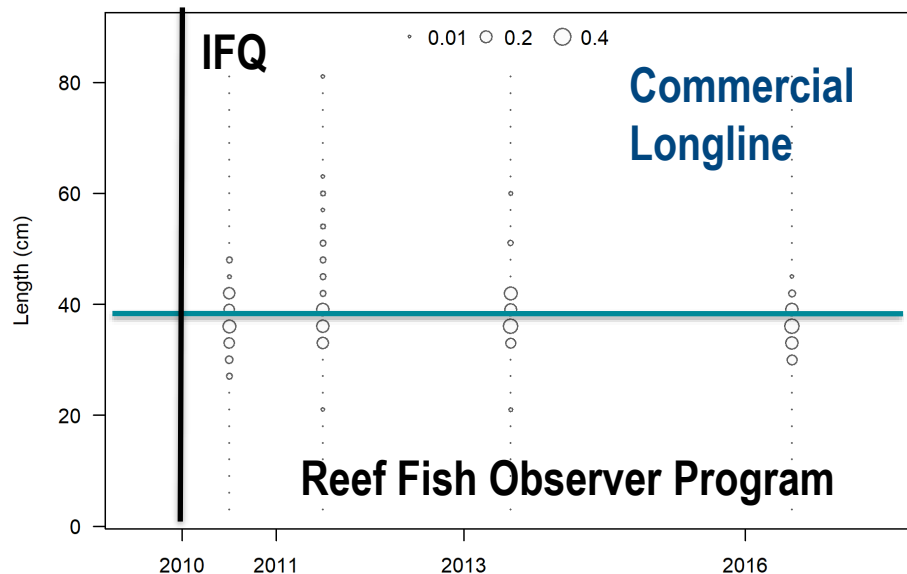 IFQ
0.01 0.2 0.4
Commercial
Longline
80
60
40
20
0
Length (cm)
Reef Fish Observer Program
2010 2011 2013 2016